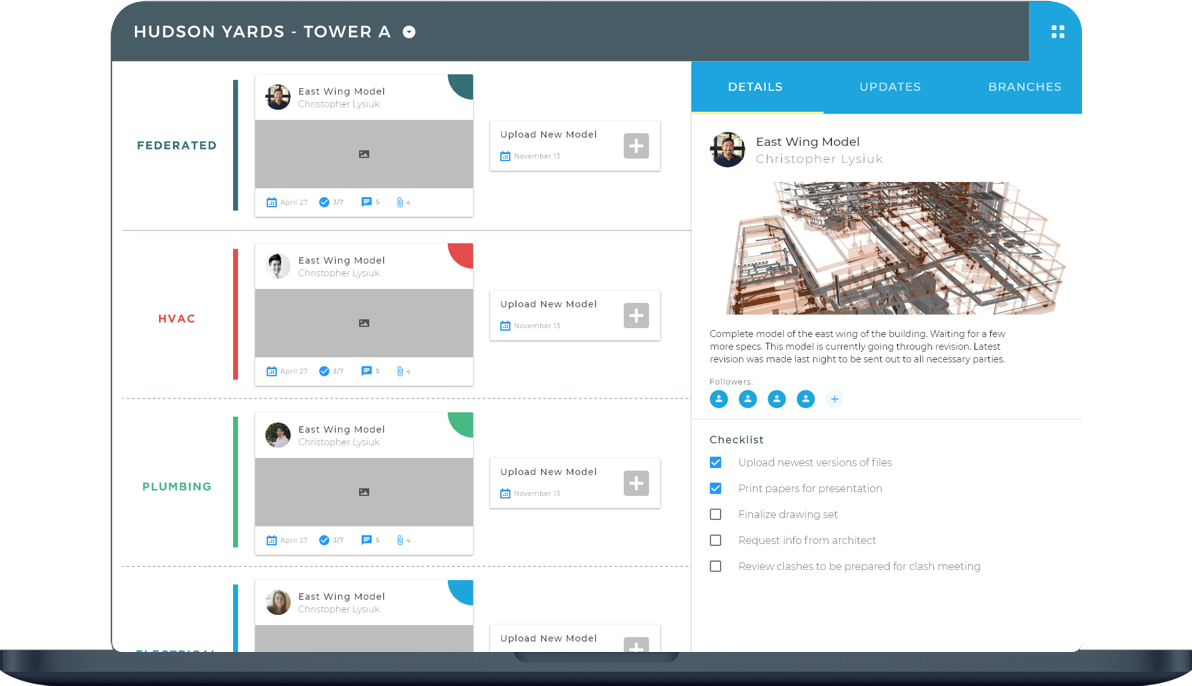 HUDSON YARDS - TOWER A
FEDERATED
East Wing Model
Christopher Lysiuk
April 27 3/7 5 4
Upload New Model
November 13
HVAC
East Wing Model
Christopher Lysiuk
April 27 3/7 5 4
Upload New Model
November 13
PLUMBING
East Wing Model
Christopher Lysiuk
April 27 3/7 5 4
Upload New Model
November 13
ELECTRICAL
East Wing Model
Christopher Lysiuk
Upload New Model
DETAILS UPDATES BRANCHES
East Wing Model
Christopher Lysiuk
Complete model of the east wing of the building. Waiting for a few
more specs. This model is currently going through revision. Latest
revision was made last night to be sent out to all necessary parties.
Followers:
Checklist
Upload newest versions of files
Print papers for presentation
Finalize drawing set
Request info from architect
Review clashes to be prepared for clash meeting